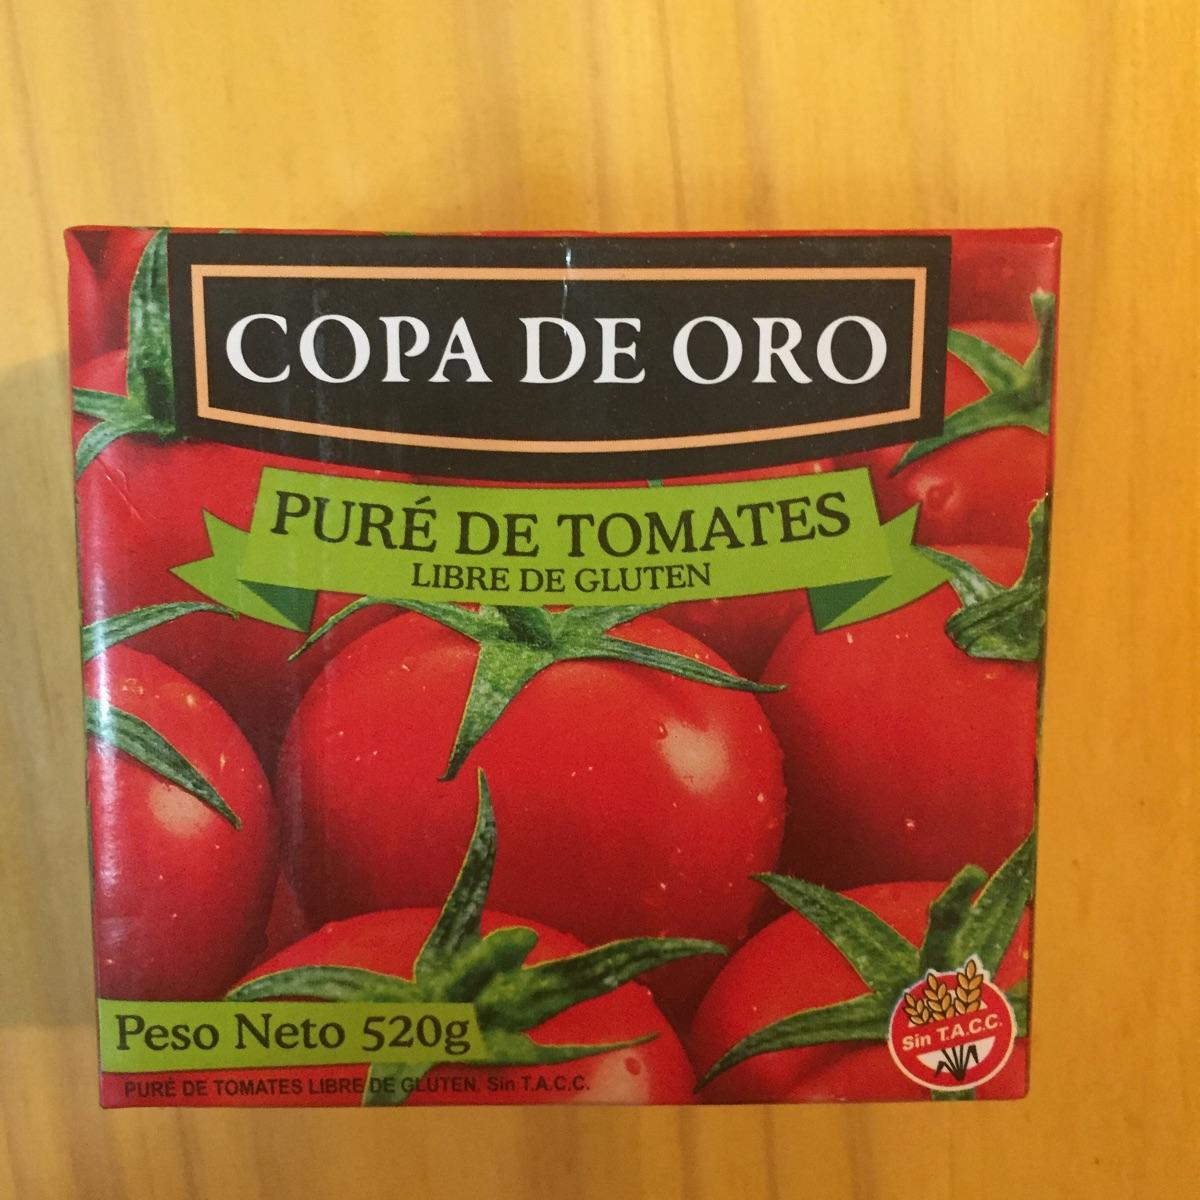 COPA DE ORO
PURÉ DE TOMATES
LIBRE DE GLUTEN
Peso Neto 520g
Sin T.A.C.C.
PURÉ DE TOMATES LIBRE DE GLUTEN. Sin T.A.C.C.